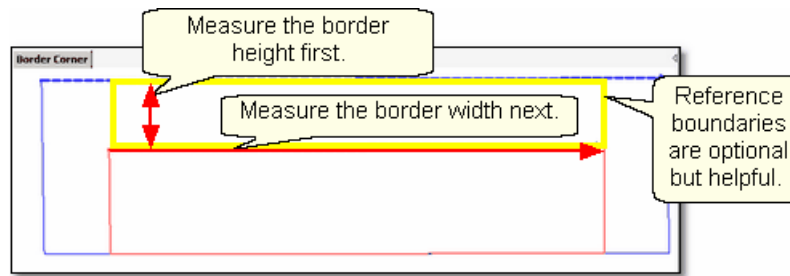 Measure the border
height first.
Border Corner
Measure the border width next.
Reference
boundaries
are optional
but helpful.